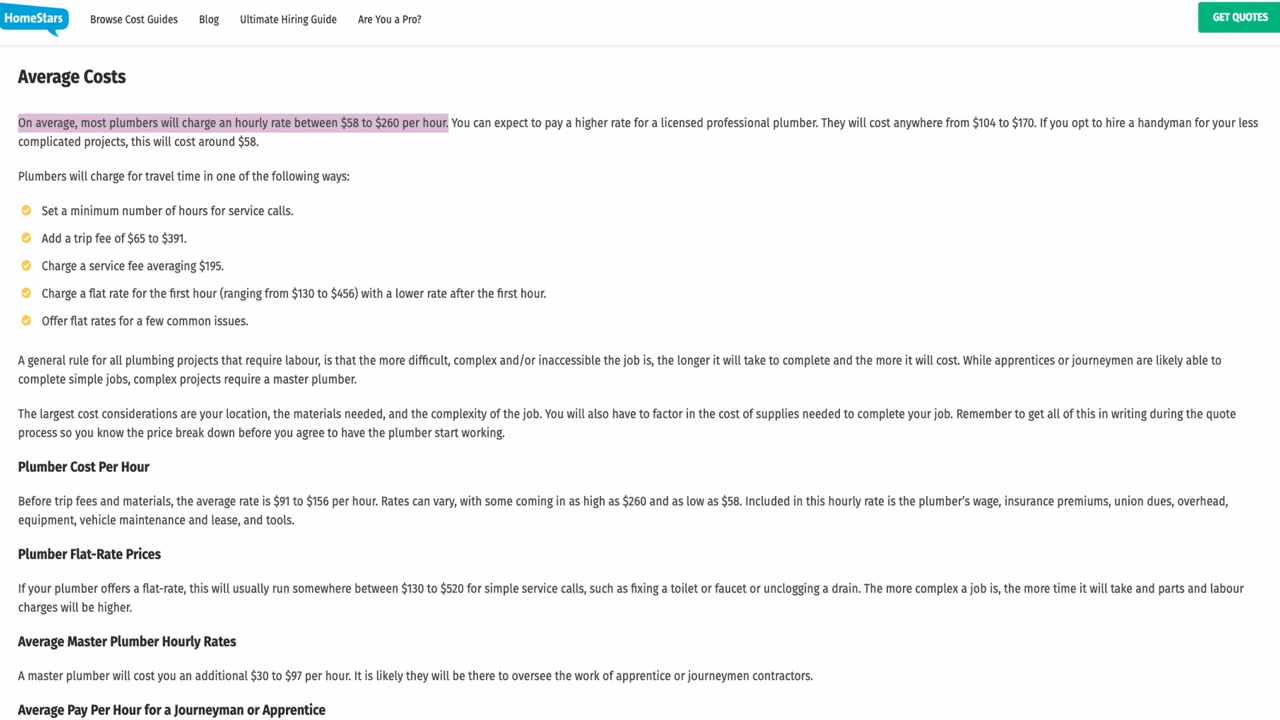 HomeStars
Browse Cost Guides
Blog
Ultimate Hiring Guide
Are You a Pro?
GET QUOTES
Average Costs
On average, most plumbers will charge an hourly rate between $58 to $260 per hour. You can expect to pay a higher rate for a licensed professional plumber. They will cost anywhere from $104 to $170. If you opt to hire a handyman for your less
complicated projects, this will cost around $58.
Plumbers will charge for travel time in one of the following ways:
Set a minimum number of hours for service calls.
Add a trip fee of $65 to $391.
Charge a service fee averaging $195.
Charge a flat rate for the first hour (ranging from $130 to $456) with a lower rate after the first hour.
Offer flat rates for a few common issues.
A general rule for all plumbing projects that require labour, is that the more difficult, complex and/or inaccessible the job is, the longer it will take to complete and the more it will cost. While apprentices or journeymen are likely able to
complete simple jobs, complex projects require a master plumber.
The largest cost considerations are your location, the materials needed, and the complexity of the job. You will also have to factor in the cost of supplies needed to complete your job. Remember to get all of this in writing during the quote
process so you know the price break down before you agree to have the plumber start working.
Plumber Cost Per Hour
Before trip fees and materials, the average rate is $91 to $156 per hour. Rates can vary, with some coming in as high as $260 and as low as $58. Included in this hourly rate is the plumber’s wage, insurance premiums, union dues, overhead,
equipment, vehicle maintenance and lease, and tools.
Plumber Flat-Rate Prices
If your plumber offers a flat-rate, this will usually run somewhere between $130 to $520 for simple service calls, such as fixing a toilet or faucet or unclogging a drain. The more complex a job is, the more time it will take and parts and labour
charges will be higher.
Average Master Plumber Hourly Rates
A master plumber will cost you an additional $30 to $97 per hour. It is likely they will be there to oversee the work of apprentice or journeymen contractors.
Average Pay Per Hour for a Journeyman or Apprentice